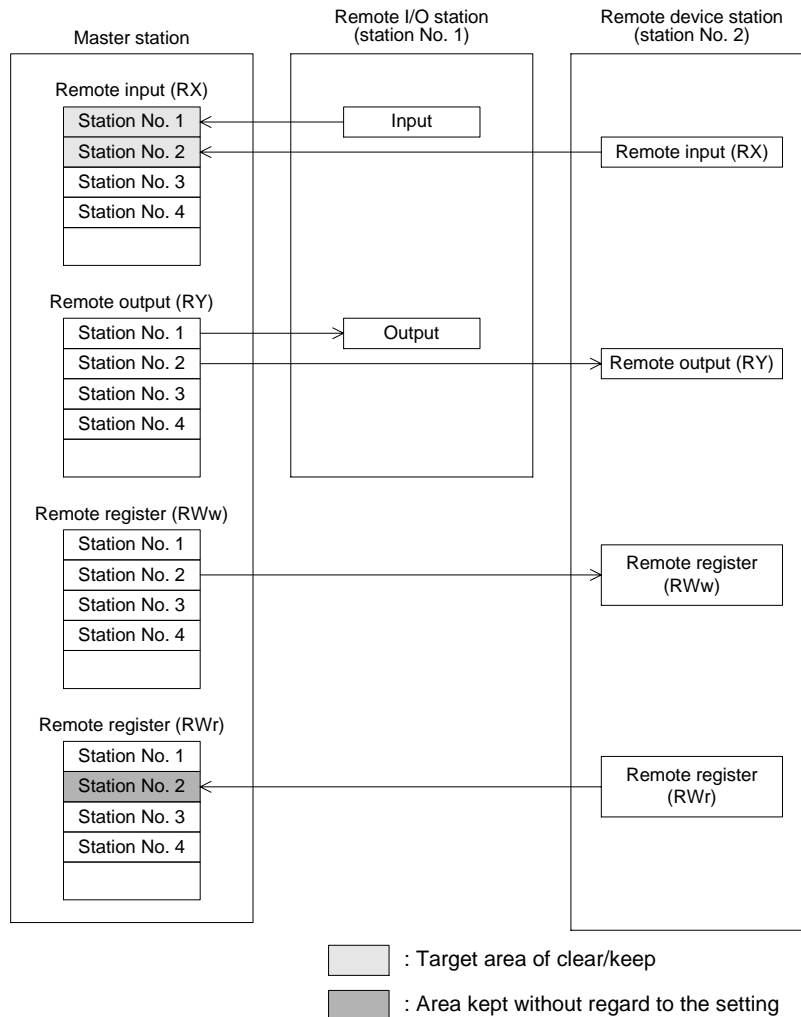 Master station
Remote I/O station
(station No. 1)
Remote device station
(station No. 2)
Remote input (RX)
Station No. 1
Station No. 2
Station No. 3
Station No. 4
Input
Remote input (RX)
Remote output (RY)
Station No. 1
Station No. 2
Station No. 3
Station No. 4
Output
Remote output (RY)
Remote register (RWw)
Station No. 1
Station No. 2
Station No. 3
Station No. 4
Remote register
(RWw)
Remote register (RWr)
Station No. 1
Station No. 2
Station No. 3
Station No. 4
Remote register
(RWr)
: Target area of clear/keep
: Area kept without regard to the setting